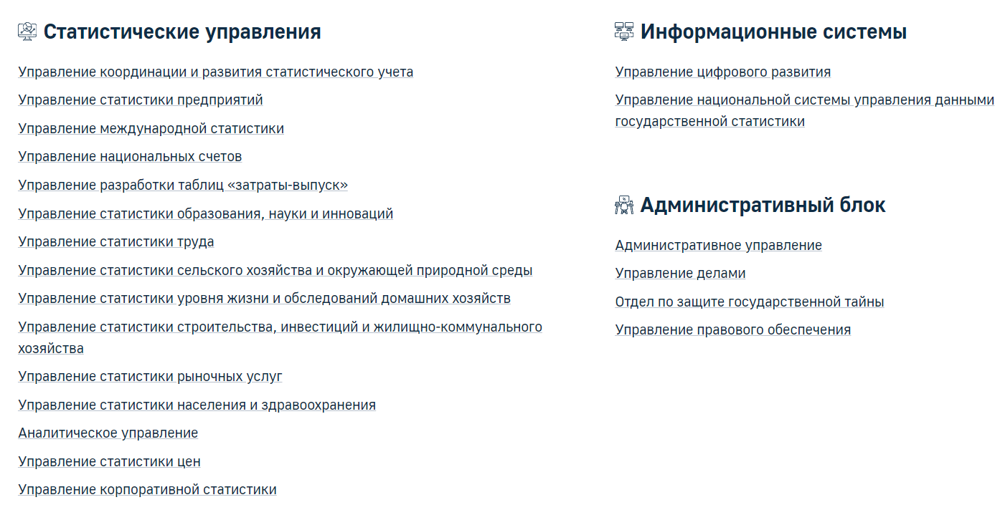 Статистические управления
Управление координации и развития статистического учета
Управление статистики предприятий
Управление международной статистики
Управление национальных счетов
Управление разработки таблиц «затраты-выпуск»
Управление статистики образования, науки и инноваций
Управление статистики труда
Управление статистики сельского хозяйства и окружающей природной среды
Управление статистики уровня жизни и обследований домашних хозяйств
Управление статистики строительства, инвестиций и жилищно-коммунального
хозяйства
Управление статистики рыночных услуг
Управление статистики населения и здравоохранения
Аналитическое управление
Управление статистики цен
Управление корпоративной статистики
Информационные системы
Управление цифрового развития
Управление национальной системы управления данными
государственной статистики
Административный блок
Административное управление
Управление делами
Отдел по защите государственной тайны
Управление правового обеспечения